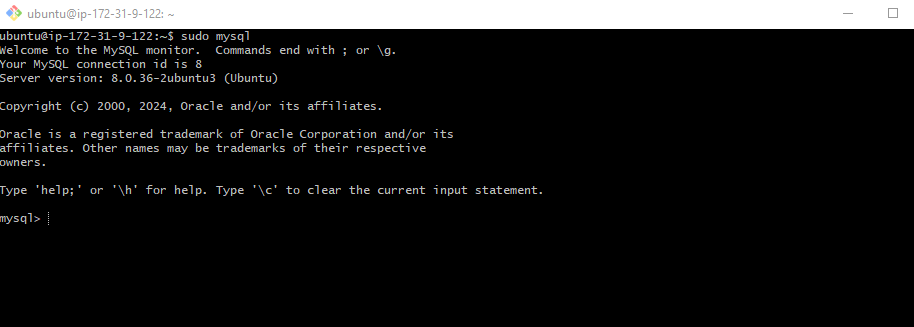 ubuntu@ip-172-31-9-122: ~
ubuntu@ip-172-31-9-122:~$ sudo mysql
Welcome to the MySQL monitor.  Commands end with ; or \g.
Your MySQL connection id is 8
Server version: 8.0.36-2ubuntu3 (Ubuntu)
Copyright (c) 2000, 2024, Oracle and/or its affiliates.
Oracle is a registered trademark of Oracle Corporation and/or its
affiliates. Other names may be trademarks of their respective
owners.
Type 'help;' or '\h' for help. Type '\c' to clear the current input statement.
mysql>